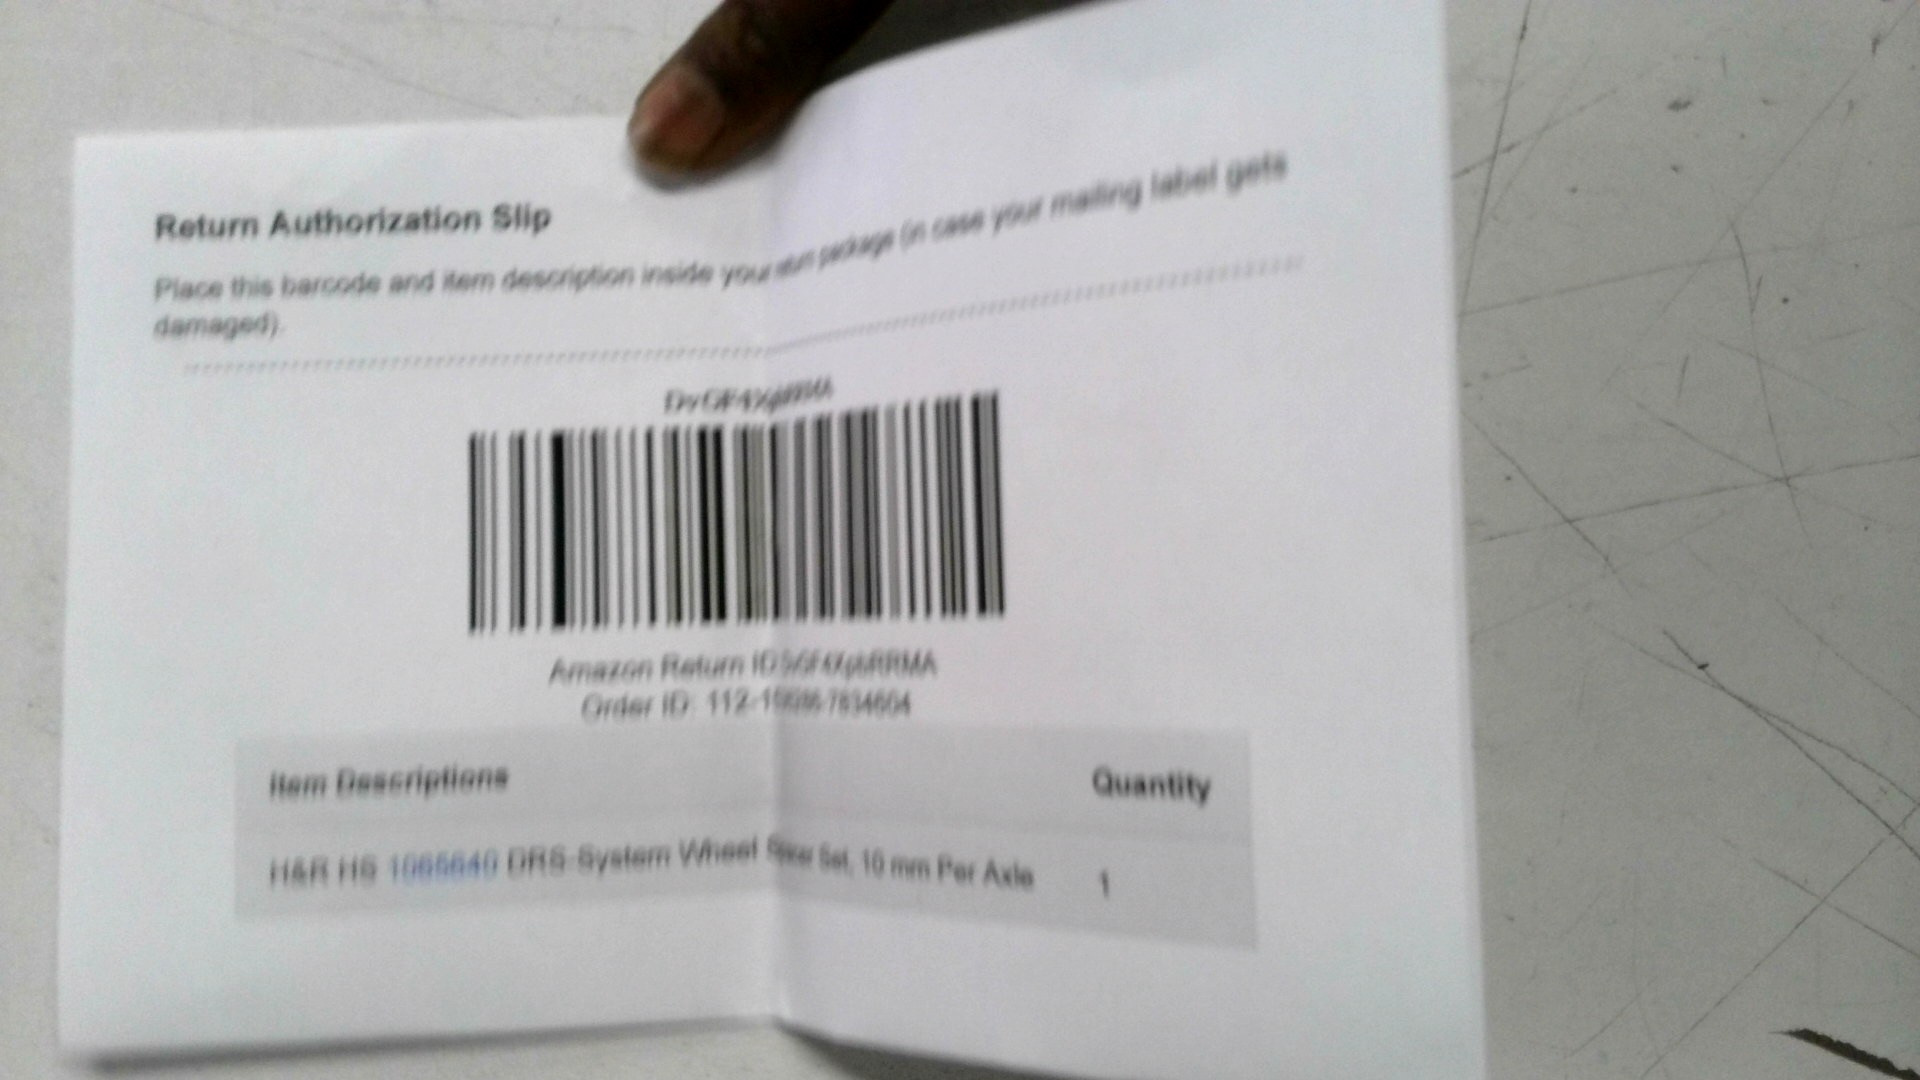 Return Authorization Slip
Place this barcode and item description inside your return package (in case your mailing label gets
damaged).
Amazon Return ID
Order ID: 112-
Item Descriptions Quantity
H&R HS 1065640 DRS-System Wheel Set, 10 mm Per Axle 1